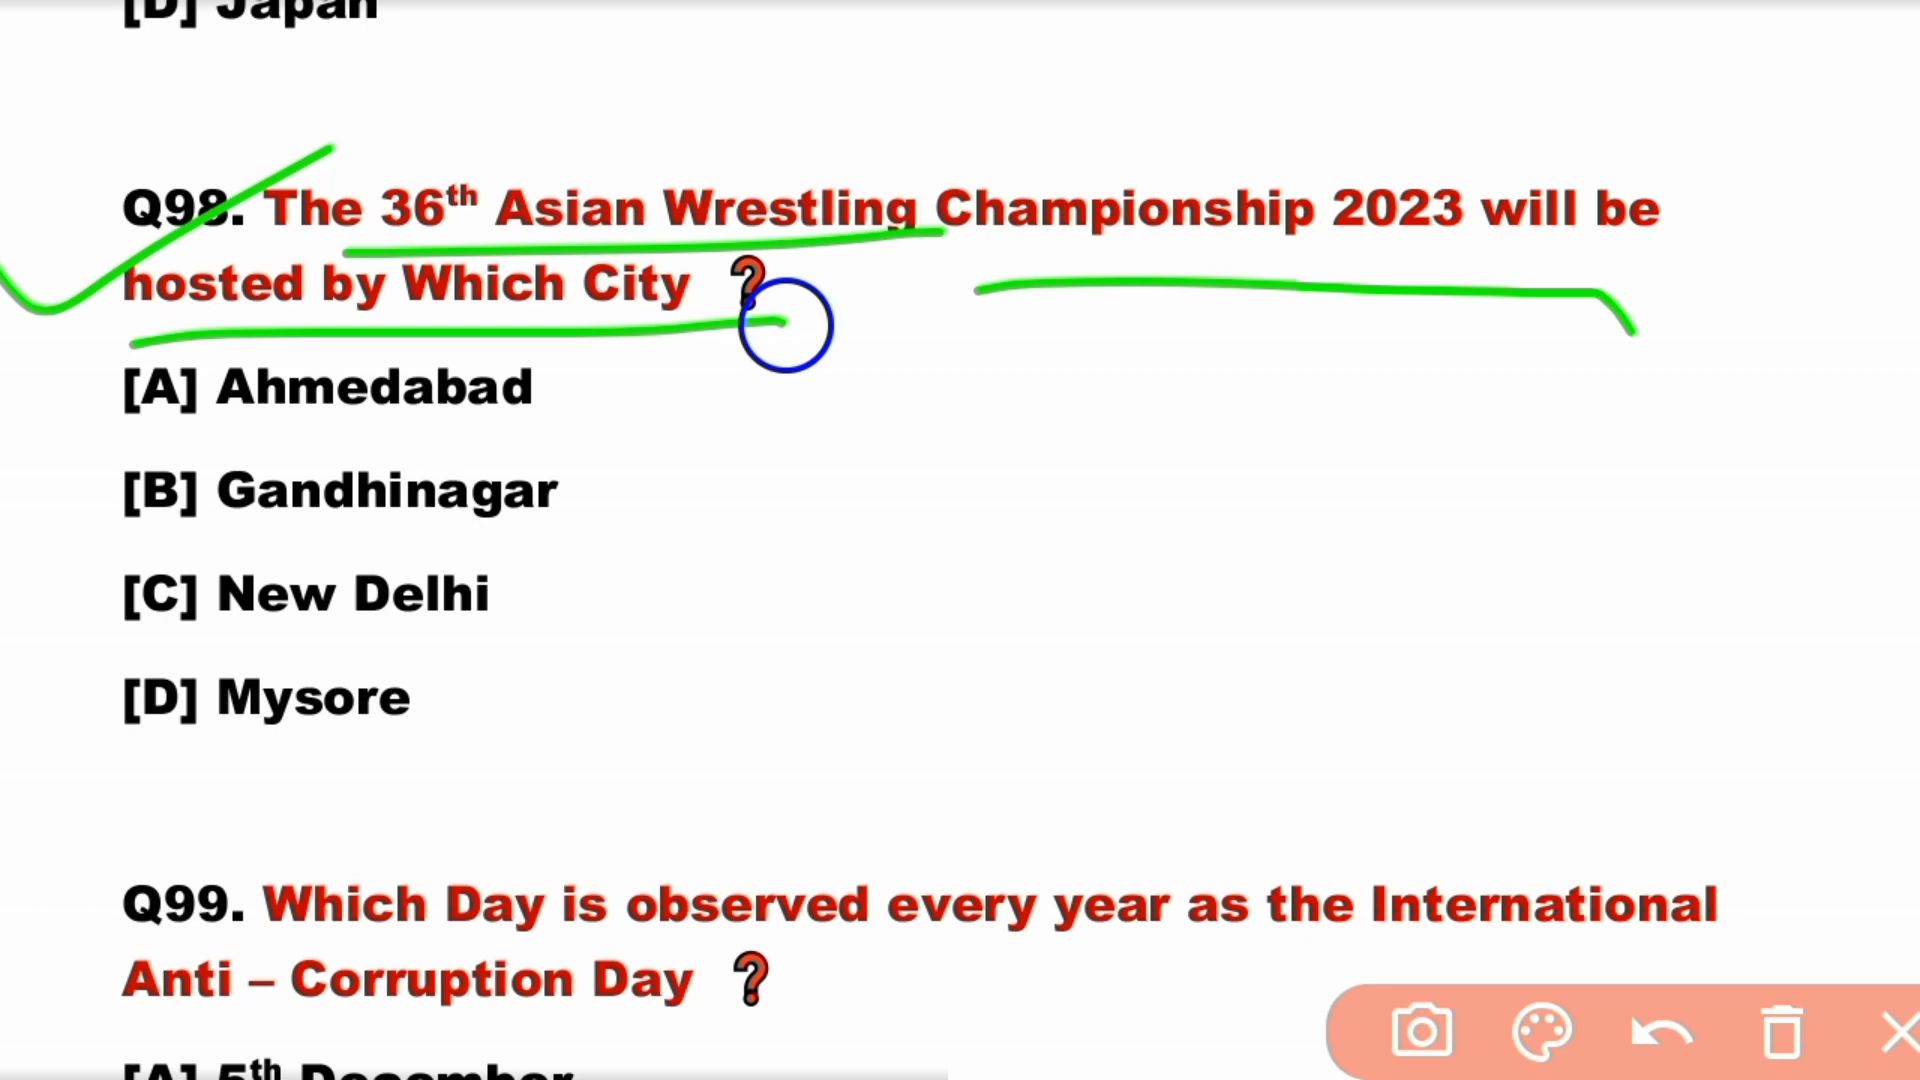 [D] Japan
Q98. The 36th Asian Wrestling Championship 2023 will be
hosted by Which City ?
[A] Ahmedabad
[B] Gandhinagar
[C] New Delhi
[D] Mysore
Q99. Which Day is observed every year as the International
Anti – Corruption Day ?
[A] 5th December